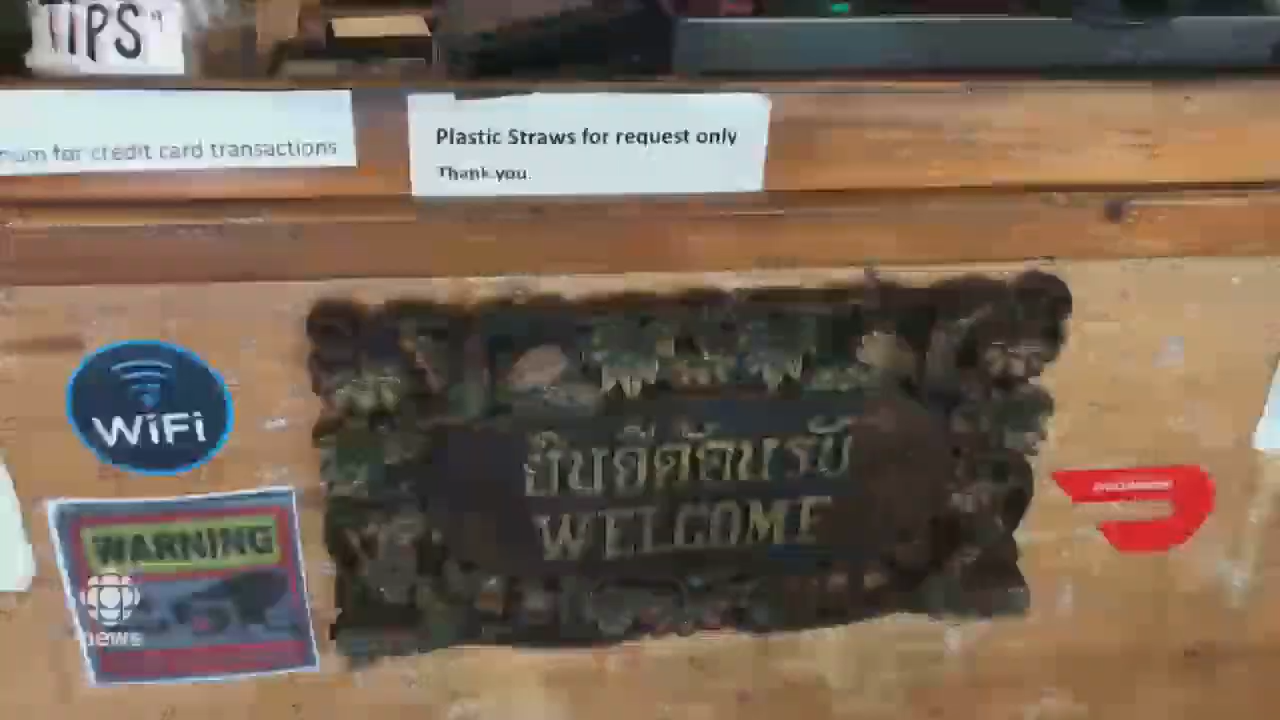 TIPS"
for credit card transactions
Plastic Straws for request only
Thank you.
WiFi
ยินดีต้อนรับ
WELCOME
WARNING
news